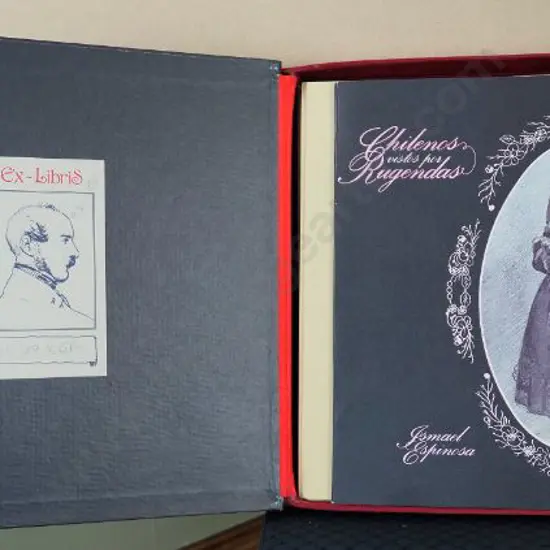 Ex-Libris
Chilenos
vistos por
Rugendas
Ismael
Espinosa